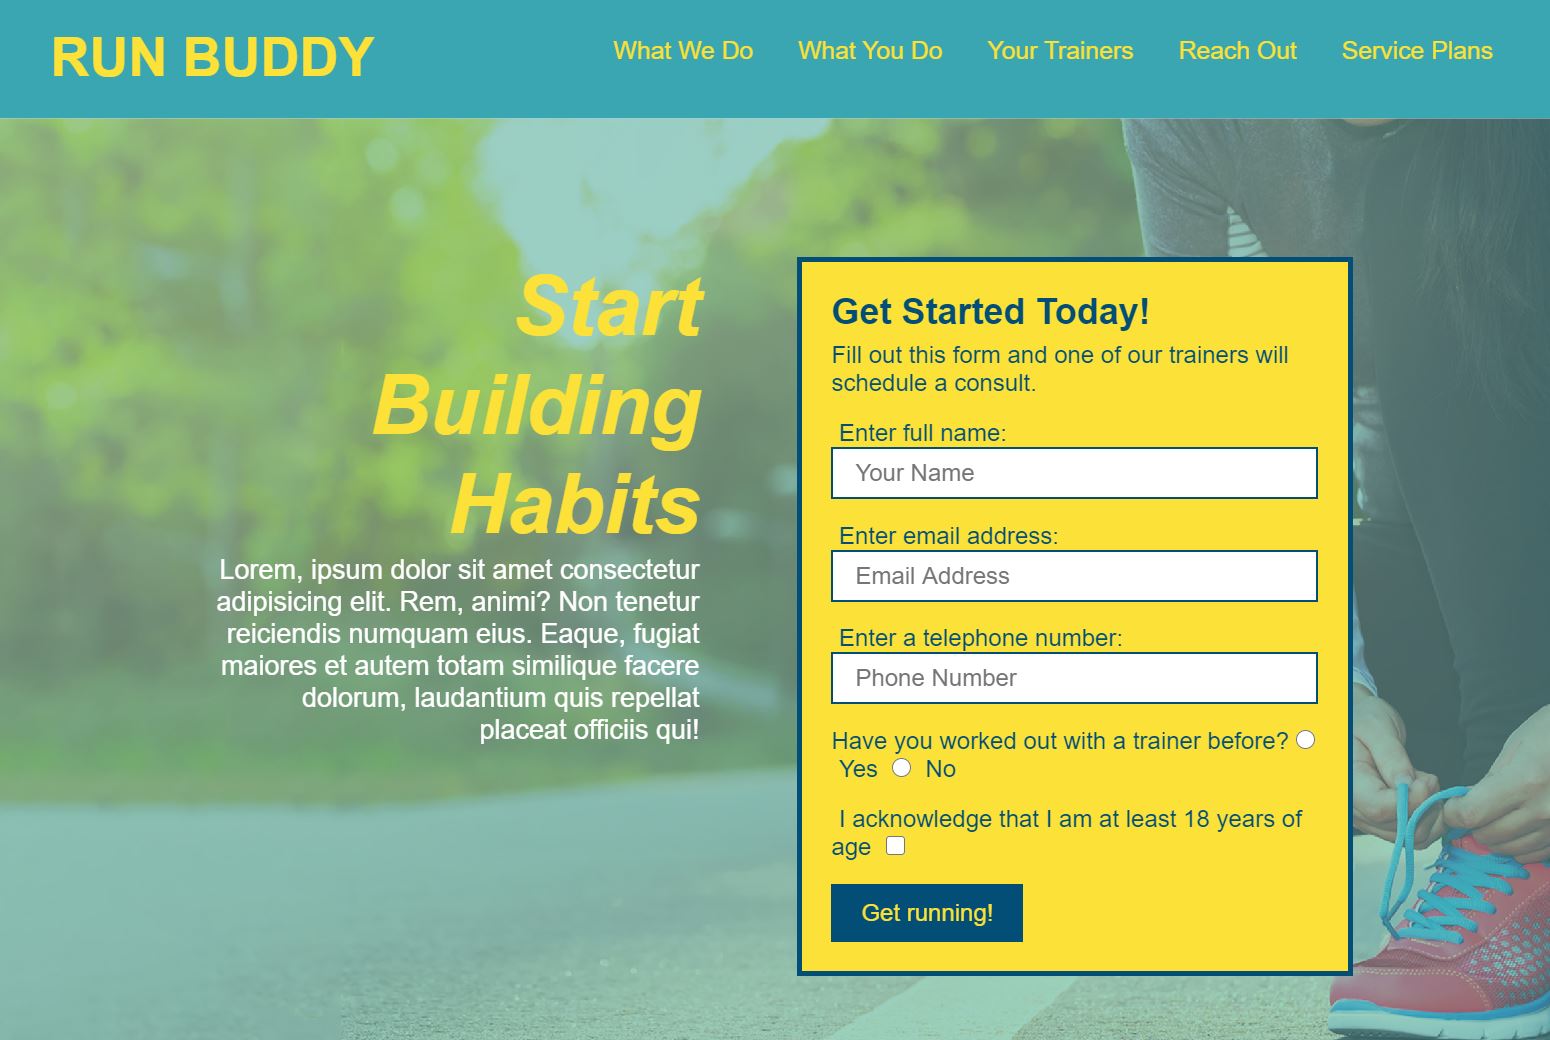 RUN BUDDY
What We Do
What You Do
Your Trainers
Reach Out
Service Plans
Start
Building
Habits
Lorem, ipsum dolor sit amet consectetur
adipisicing elit. Rem, animi? Non tenetur
reiciendis numquam eius. Eaque, fugiat
maiores et autem totam similique facere
dolorum, laudantium quis repellat
placeat officiis qui!
Get Started Today!
Fill out this form and one of our trainers will
schedule a consult.
Enter full name:
Your Name
Enter email address:
Email Address
Enter a telephone number:
Phone Number
Have you worked out with a trainer before?
Yes No
I acknowledge that I am at least 18 years of
age
Get running!